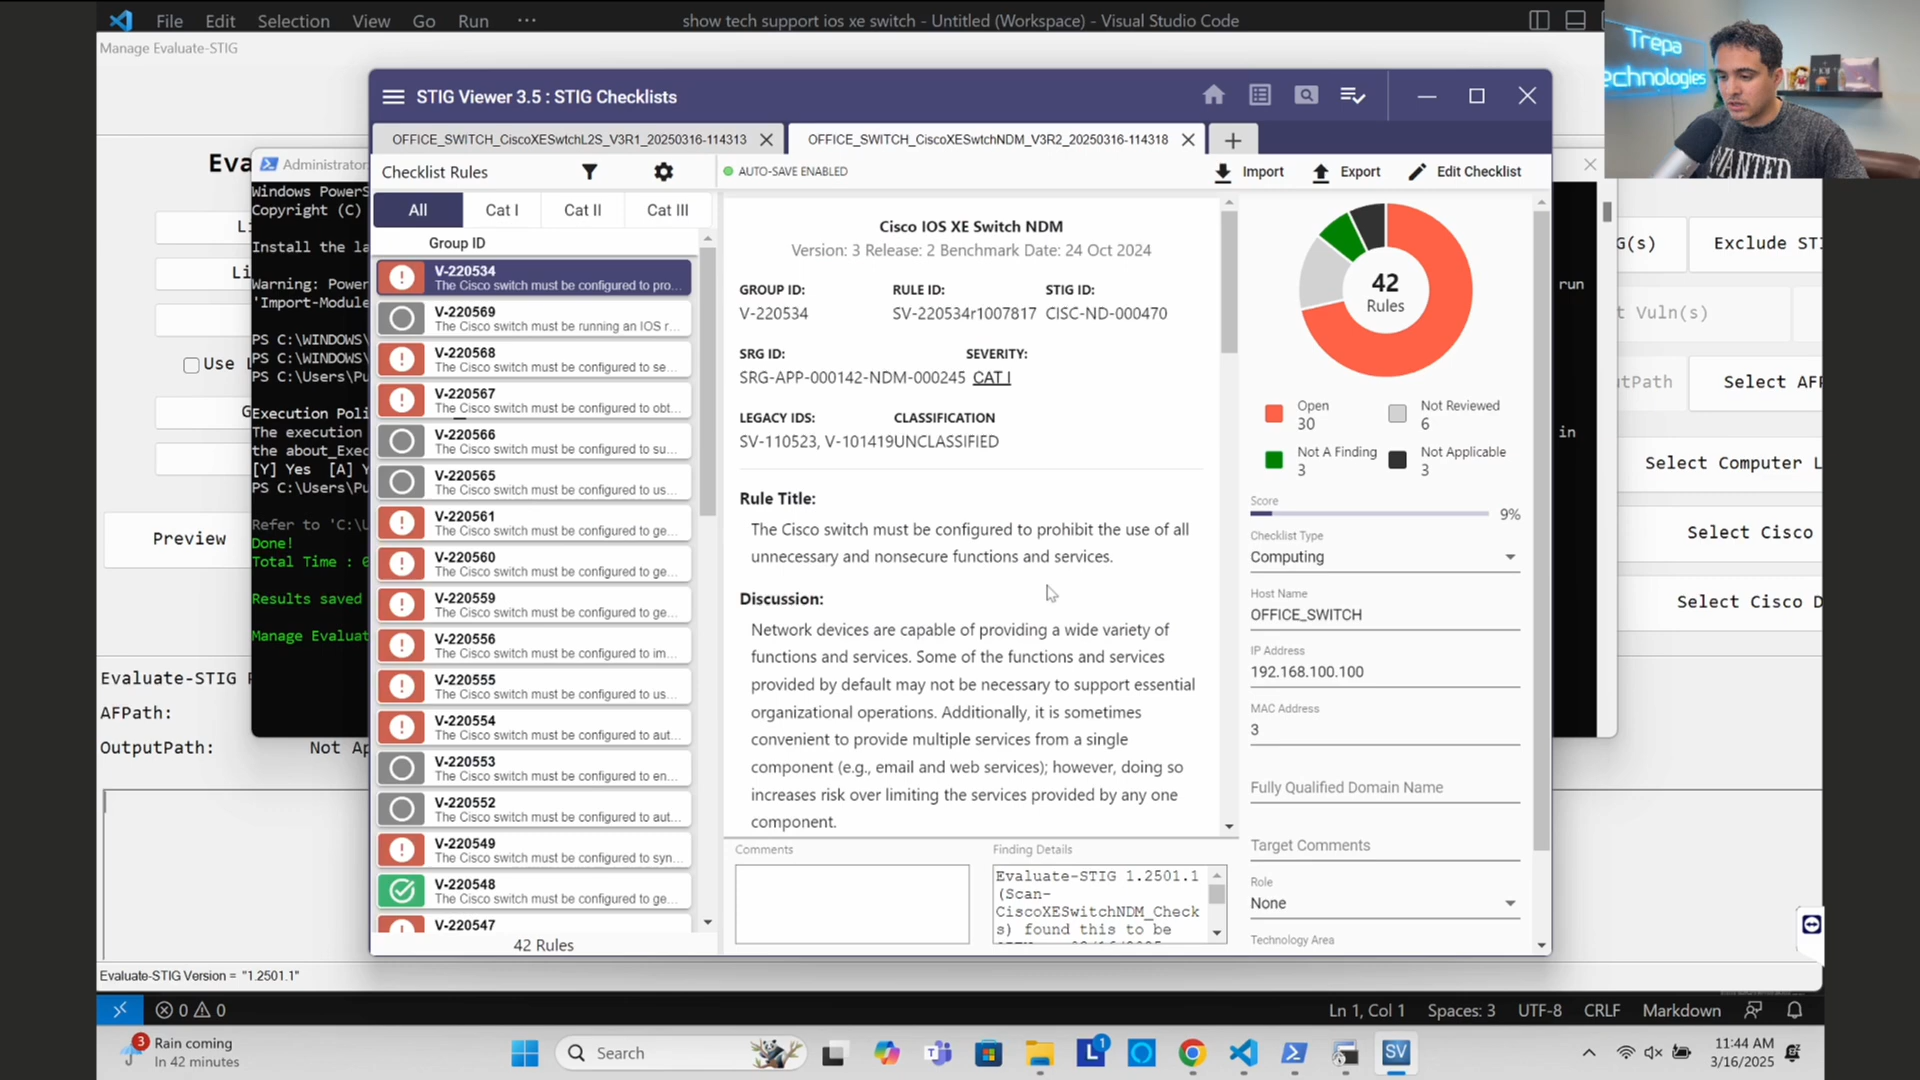 File Edit Selection View Go Run ···
show tech support ios xe switch - Untitled (Workspace) - Visual Studio Code
Trepa
echnologies
WANTED
Manage Evaluate-STIG
Eva
Li
Li
Use L
G
Preview
Evaluate-STIG P
AFPath:
OutputPath: Not Ap
Evaluate-STIG Version = "1.2501.1"
Administrator
Windows PowerS
Copyright (C)
Install the la
Warning: Power
run
'Import-Module
PS C:\WINDOWS\
PS C:\WINDOWS\
PS C:\Users\Pu
Execution Poli
The execution
in
the about_Exec
[Y] Yes [A] Y
PS C:\Users\Pu
Refer to 'C:\U
Done!
Total Time : 0
Results saved
Manage Evaluat
G(s)
Exclude STI
t Vuln(s)
tPath
Select AFP
Select Computer L
Select Cisco
Select Cisco D
STIG Viewer 3.5 : STIG Checklists
OFFICE_SWITCH_CiscoXESwtchL2S_V3R1_20250316-114313
OFFICE_SWITCH_CiscoXESwtchNDM_V3R2_20250316-114318
Checklist Rules
AUTO-SAVE ENABLED
Import
Export
Edit Checklist
All Cat I Cat II Cat III
Group ID
V-220534
The Cisco switch must be configured to pro...
V-220569
The Cisco switch must be running an IOS r...
V-220568
The Cisco switch must be configured to se...
V-220567
The Cisco switch must be configured to obt...
V-220566
The Cisco switch must be configured to su...
V-220565
The Cisco switch must be configured to us...
V-220561
The Cisco switch must be configured to ge...
V-220560
The Cisco switch must be configured to ge...
V-220559
The Cisco switch must be configured to ge...
V-220556
The Cisco switch must be configured to im...
V-220555
The Cisco switch must be configured to us...
V-220554
The Cisco switch must be configured to aut...
V-220553
The Cisco switch must be configured to en...
V-220552
The Cisco switch must be configured to aut...
V-220549
The Cisco switch must be configured to syn...
V-220548
The Cisco switch must be configured to ge...
V-220547
42 Rules
Cisco IOS XE Switch NDM
Version: 3 Release: 2 Benchmark Date: 24 Oct 2024
GROUP ID: RULE ID: STIG ID:
V-220534 SV-220534r1007817 CISC-ND-000470
SRG ID: SEVERITY:
SRG-APP-000142-NDM-000245 CAT I
LEGACY IDS: CLASSIFICATION
SV-110523, V-101419UNCLASSIFIED
Rule Title:
The Cisco switch must be configured to prohibit the use of all
unnecessary and nonsecure functions and services.
Discussion:
Network devices are capable of providing a wide variety of
functions and services. Some of the functions and services
provided by default may not be necessary to support essential
organizational operations. Additionally, it is sometimes
convenient to provide multiple services from a single
component (e.g., email and web services); however, doing so
increases risk over limiting the services provided by any one
component.
Comments
Finding Details
Evaluate-STIG 1.2501.1
(Scan-
CiscoXESwitchNDM_Check
s) found this to be
42
Rules
Open
30
Not Reviewed
6
Not A Finding
3
Not Applicable
3
Score
9%
Checklist Type
Computing
Host Name
OFFICE_SWITCH
IP Address
192.168.100.100
MAC Address
3
Fully Qualified Domain Name
Target Comments
Role
None
Technology Area
0 0
Ln 1, Col 1 Spaces: 3 UTF-8 CRLF Markdown
3
Rain coming
In 42 minutes
Search
L
1
SV
11:44 AM
3/16/2025